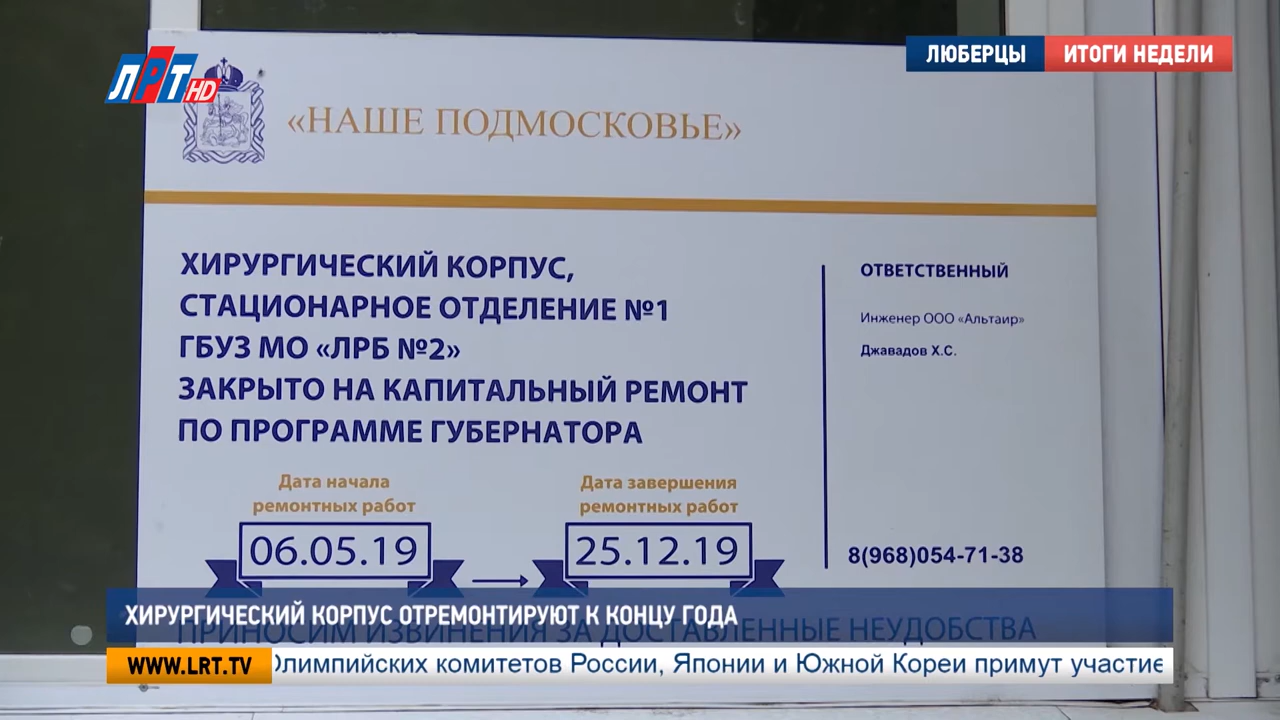 ЛРТ HD
ЛЮБЕРЦЫ
ИТОГИ НЕДЕЛИ
«НАШЕ ПОДМОСКОВЬЕ»
ХИРУРГИЧЕСКИЙ КОРПУС,
СТАЦИОНАРНОЕ ОТДЕЛЕНИЕ №1
ГБУЗ МО «ЛРБ №2»
ЗАКРЫТО НА КАПИТАЛЬНЫЙ РЕМОНТ
ПО ПРОГРАММЕ ГУБЕРНАТОРА
ОТВЕТСТВЕННЫЙ
Инженер ООО «Альтаир»
Джавадов Х.С.
8(968)054-71-38
Дата начала
ремонтных работ
06.05.19
Дата завершения
ремонтных работ
25.12.19
ХИРУРГИЧЕСКИЙ КОРПУС ОТРЕМОНТИРУЮТ К КОНЦУ ГОДА
ПРИНОСИМ ИЗВИНЕНИЯ ЗА ДОСТАВЛЕННЫЕ НЕУДОБСТВА
WWW.LRT.TV
Олимпийских комитетов России, Японии и Южной Кореи примут участие